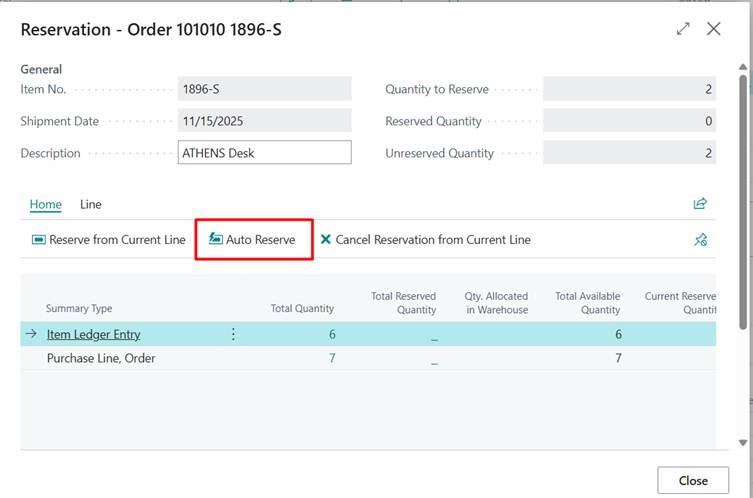 Reservation - Order 101010 1896-S
General
Item No. 1896-S Quantity to Reserve 2
Shipment Date 11/15/2025 Reserved Quantity 0
Description ATHENS Desk Unreserved Quantity 2
Home Line
Reserve from Current Line Auto Reserve Cancel Reservation from Current Line
Summary Type Total Quantity Total Reserved Quantity Qty. Allocated in Warehouse Total Available Quantity Current Reserve Quantit
Item Ledger Entry 6 _ 6
Purchase Line, Order 7 _ 7
Close